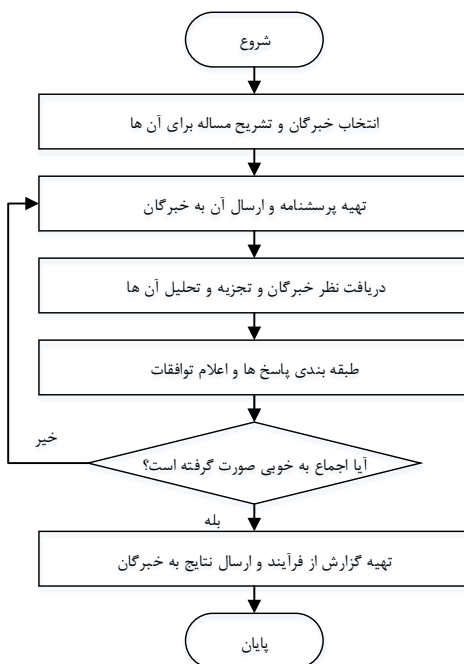 شروع
انتخاب خبرگان و تشریح مساله برای آن ها
تهیه پرسشنامه و ارسال آن به خبرگان
دریافت نظر خبرگان و تجزیه و تحلیل آن ها
طبقه بندی پاسخ ها و اعلام توافقات
خیر
آیا اجماع به خوبی صورت گرفته است؟
بله
تهیه گزارش از فرآیند و ارسال نتایج به خبرگان
پایان